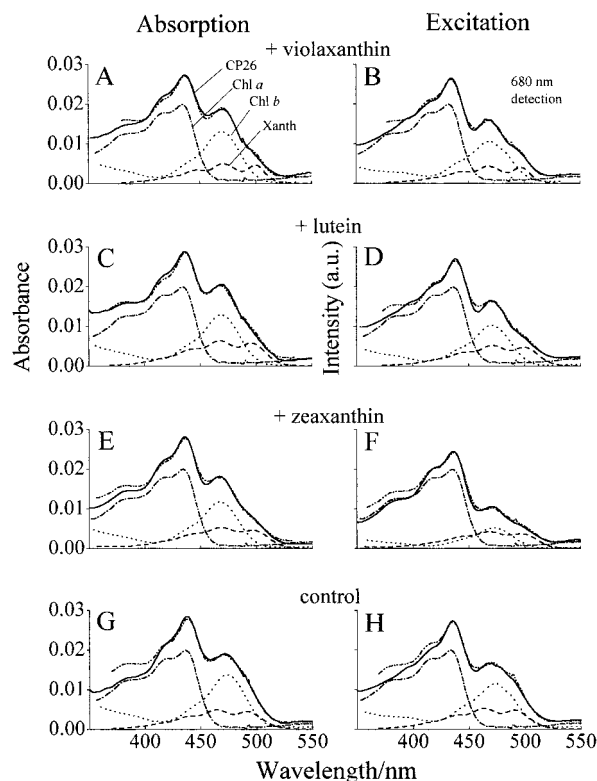 Absorption Excitation
+ violaxanthin
A CP26 B
Chl a
Chl b
Xanth
680 nm
detection
0.03
0.02
0.01
0.00
+ lutein
C D
0.03
0.02
0.01
0.00
Absorbance
Intensity (a.u.)
+ zeaxanthin
E F
0.03
0.02
0.01
0.00
control
G H
0.03
0.02
0.01
0.00
400 450 500 550 400 450 500 550
Wavelength/nm